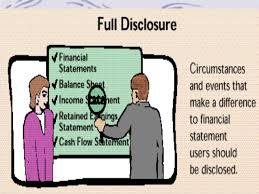 Full Disclosure
✓ Financial
Statements
✓ Balance Sheet
✓ Income Statement
✓ Retained Earnings
Statement
✓ Cash Flow Statement
Circumstances
and events that
make a difference
to financial
statement
users should
be disclosed.